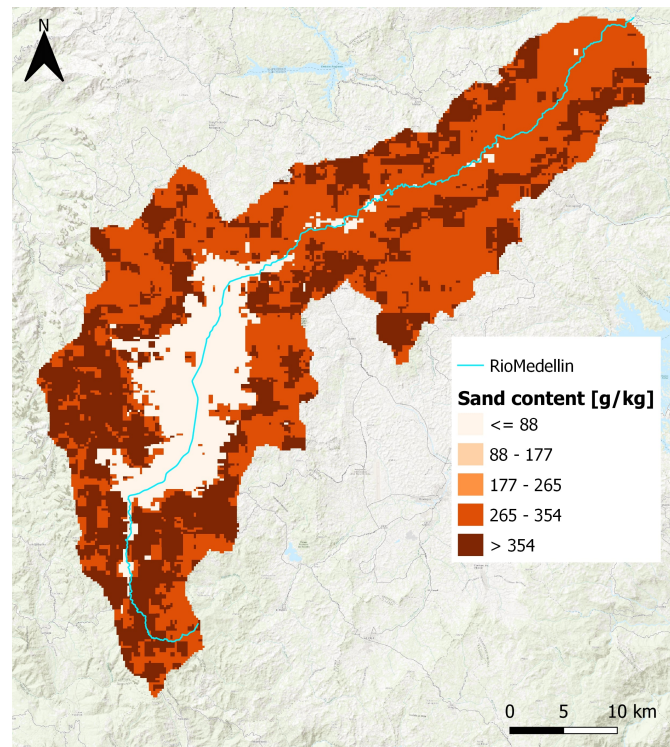 N
RioMedellin
Sand content [g/kg]
<= 88
88 - 177
177 - 265
265 - 354
> 354
0 5 10 km